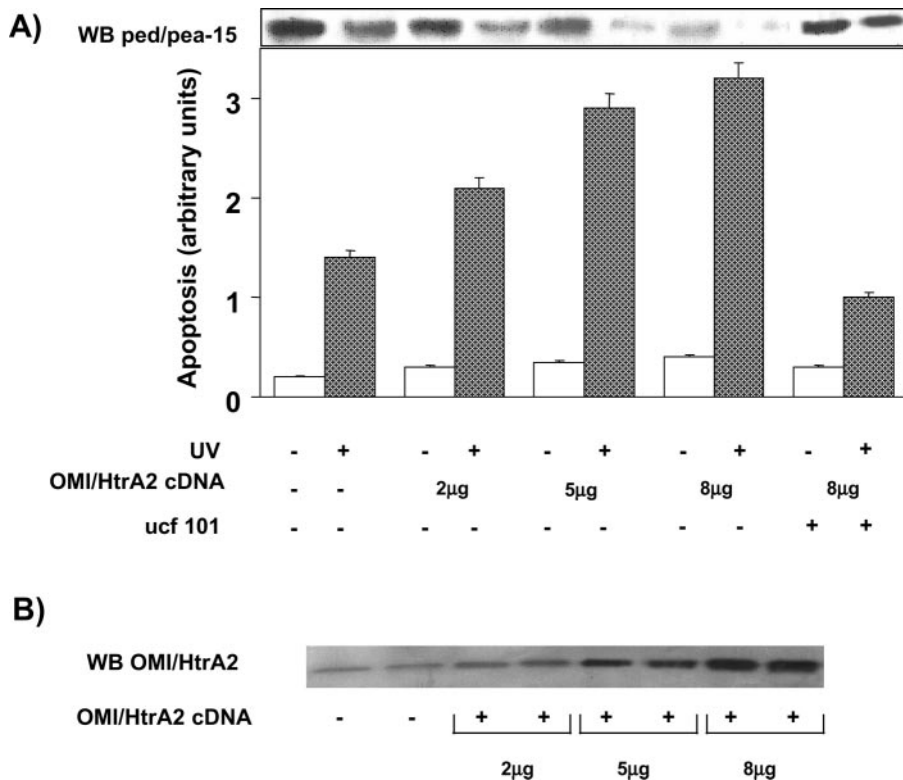 A)
WB ped/pea-15
Apoptosis (arbitrary units)
3
2
1
0
UV - + - + - + - + - +
OMI/HtrA2 cDNA - - 2µg 5µg 8µg 8µg
ucf 101 - - - - - - - - + +
B)
WB OMI/HtrA2
OMI/HtrA2 cDNA - - + + + + + +
2µg 5µg 8µg